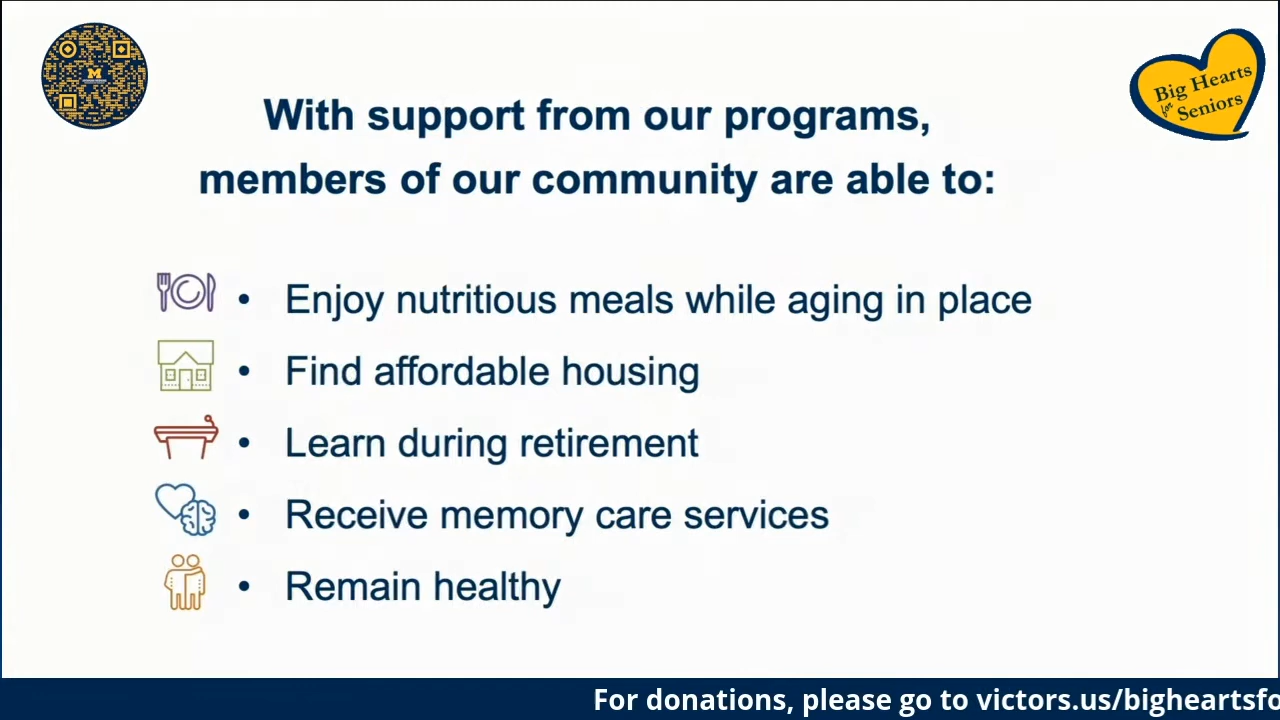 Big Hearts
for
Seniors
With support from our programs,
members of our community are able to:
• Enjoy nutritious meals while aging in place
• Find affordable housing
• Learn during retirement
• Receive memory care services
• Remain healthy
For donations, please go to victors.us/bigheartsfo